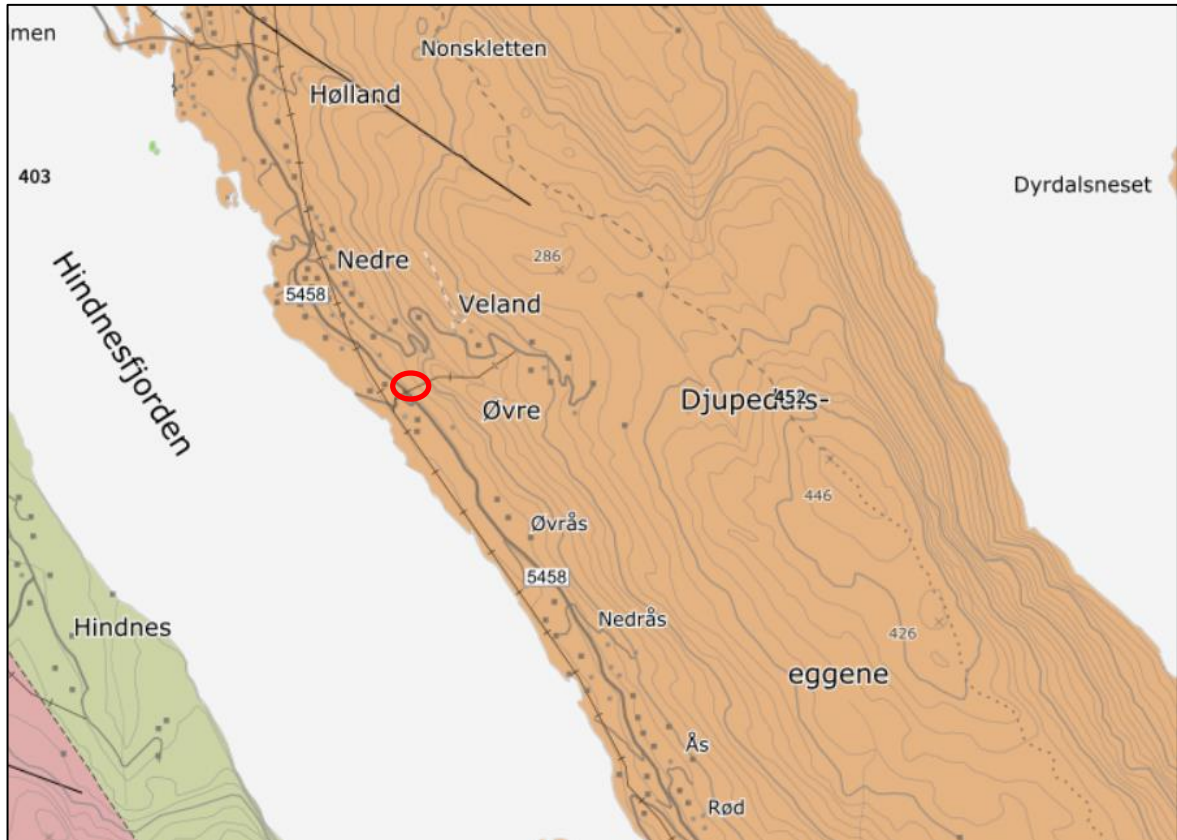 men
Nonskletten
Hølland
403
Dyrdalsneset
Hindnesfjorden
Nedre
286
5458
Veland
Øvre
Djupedals-
452
446
Øvrås
5458
Nedrås
Hindnes
426
eggene
Ås
Rød